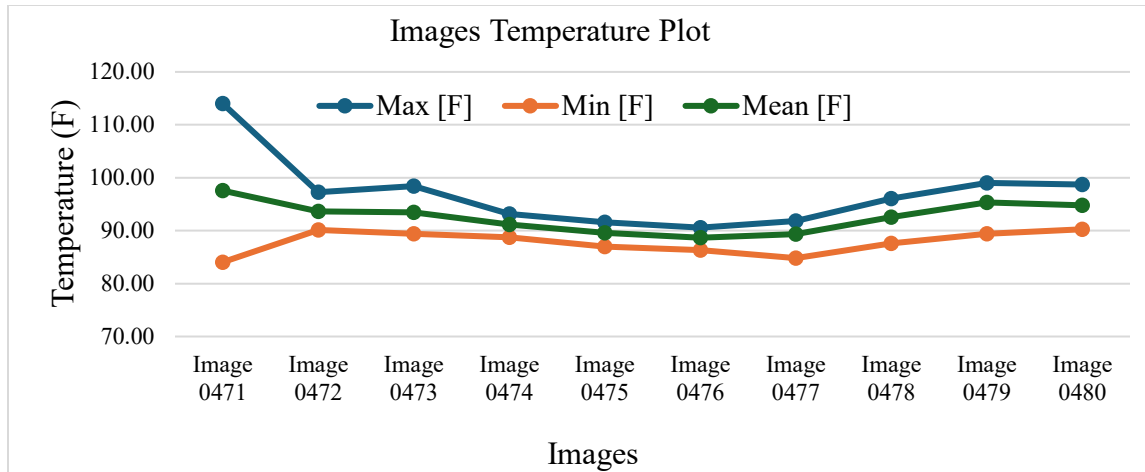 Images Temperature Plot
120.00
110.00
100.00
90.00
80.00
70.00
Temperature (F)
Max [F] Min [F] Mean [F]
Image 0471
Image 0472
Image 0473
Image 0474
Image 0475
Image 0476
Image 0477
Image 0478
Image 0479
Image 0480
Images